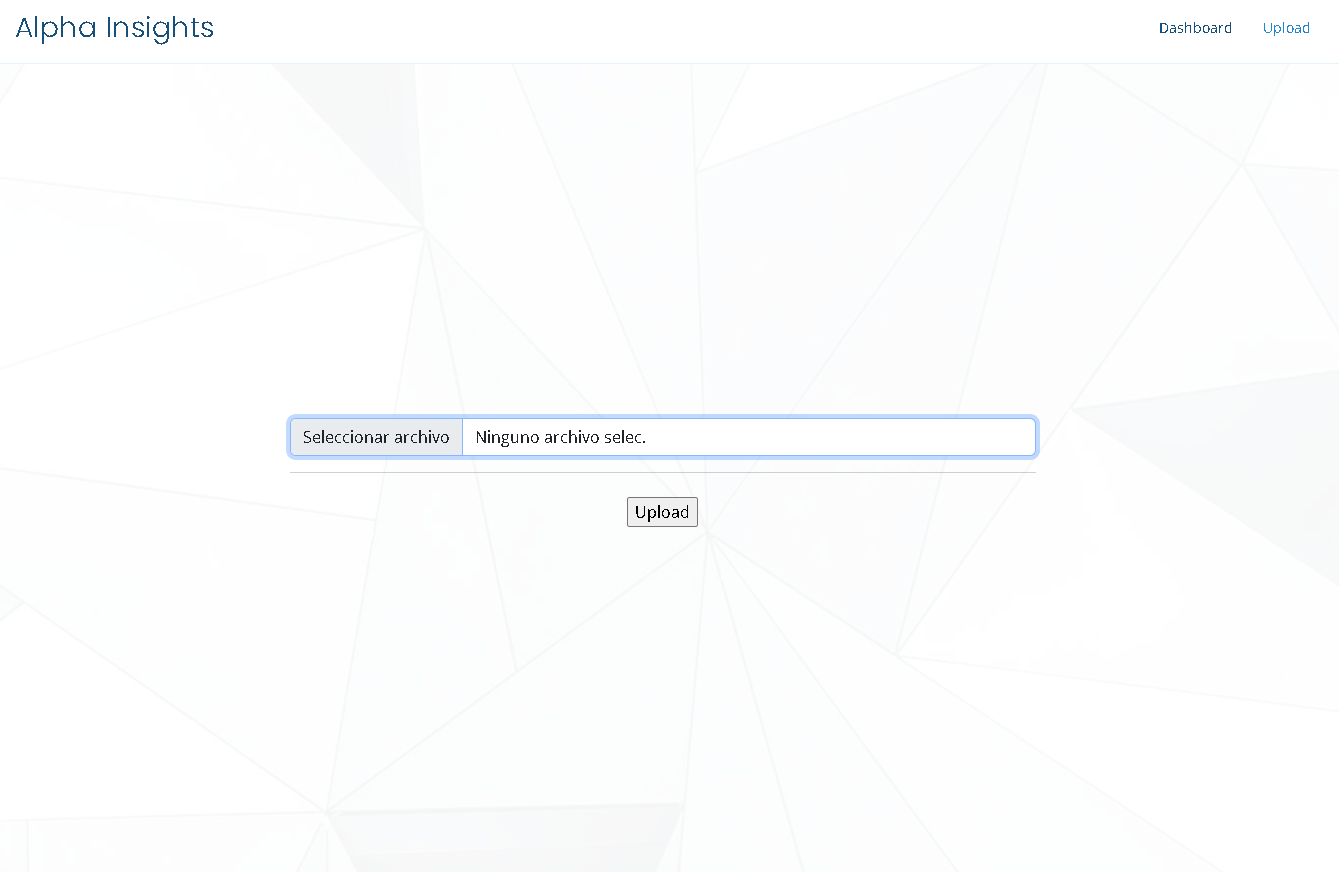 Alpha Insights
Dashboard Upload
Seleccionar archivo Ninguno archivo selec.
Upload